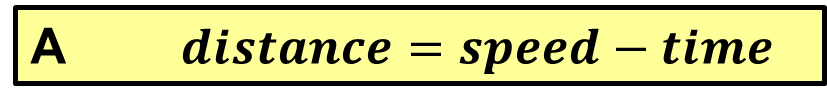 A distance = speed − time